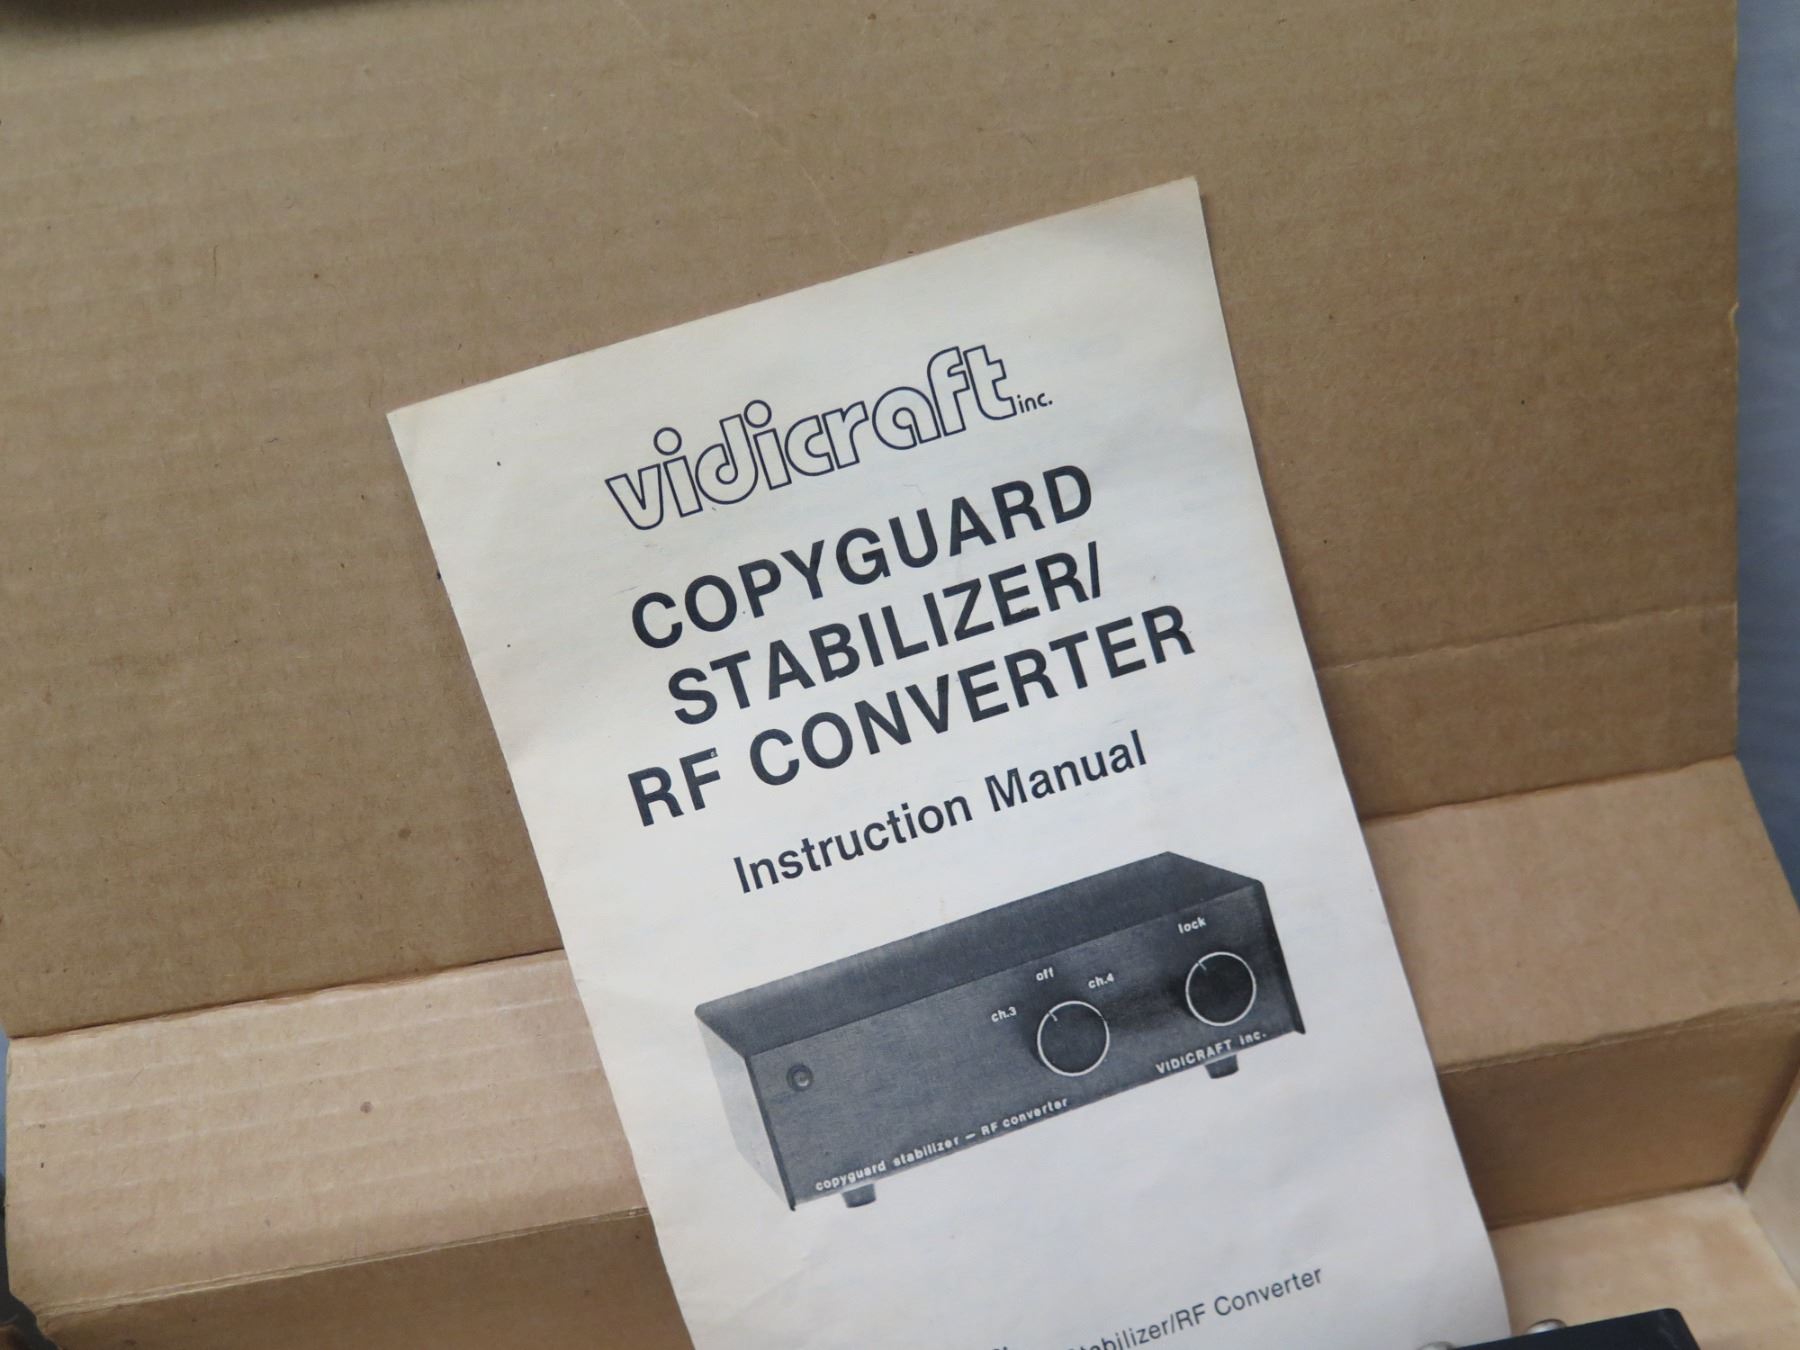 vidicraft inc.
COPYGUARD
STABILIZER/
RF CONVERTER
Instruction Manual
lock
off
ch.3 ch.4
VIDICRAFT inc.
copyguard stabilizer — RF converter
Stabilizer/RF Converter